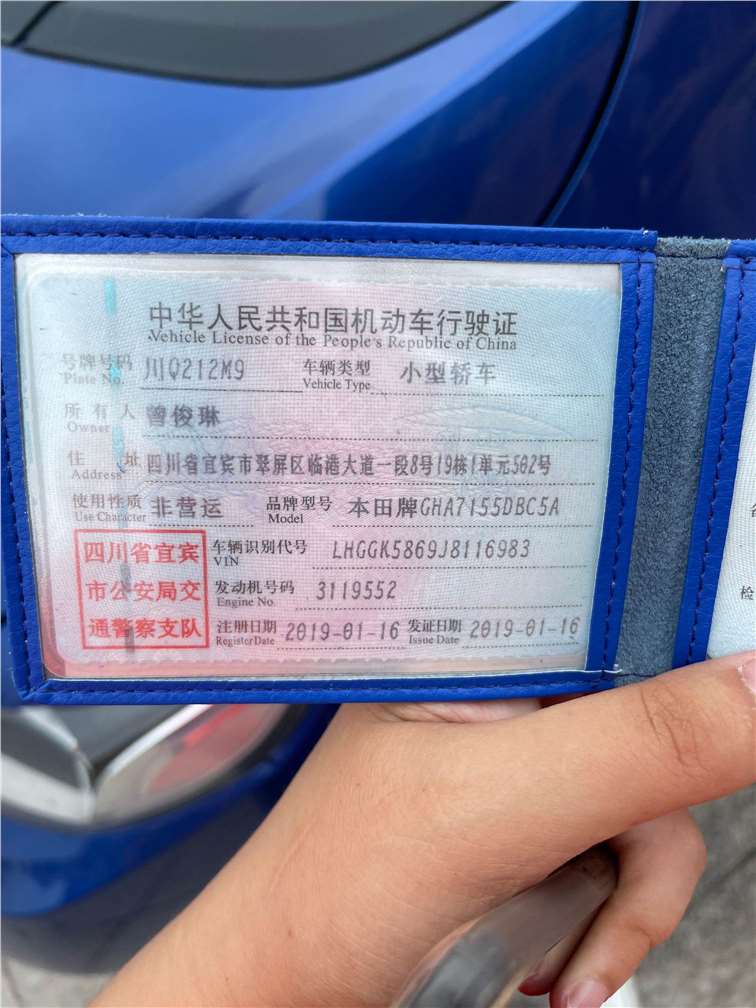 中华人民共和国机动车行驶证
Vehicle License of the People's Republic of China
号牌号码 川Q212M9 车辆类型 小型轿车
Plate No. Vehicle Type
所有人 曾俊琳
Owner
住址 四川省宜宾市翠屏区临港大道一段8号19栋1单元502号
Address
使用性质 非营运 品牌型号 本田牌GHA7155DBC5A
Use Character Model
四川省宜宾 车辆识别代号 LHGGK5869J8116983
VIN
市公安局交 发动机号码 3119552
Engine No.
通警察支队 注册日期 2019-01-16 发证日期 2019-01-16
Register Date Issue Date
检